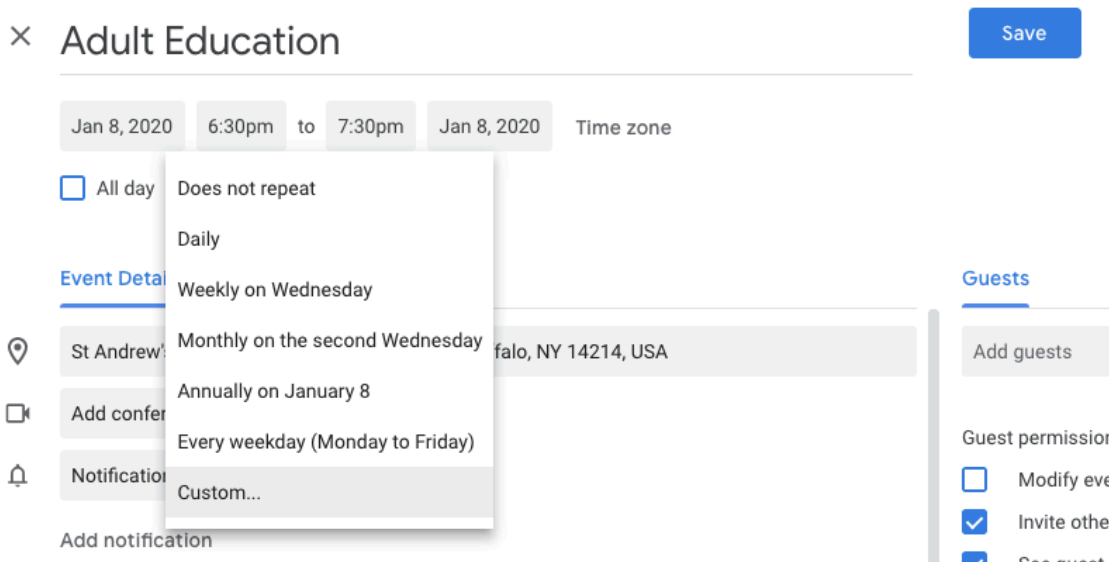 Adult Education
Save
Jan 8, 2020 6:30pm to 7:30pm Jan 8, 2020 Time zone
All day
Does not repeat
Daily
Weekly on Wednesday
Monthly on the second Wednesday
Annually on January 8
Every weekday (Monday to Friday)
Custom...
Event Detai
St Andrew's
falo, NY 14214, USA
Add confer
Notification
Add notification
Guests
Add guests
Guest permission
Modify eve
Invite othe
See guest